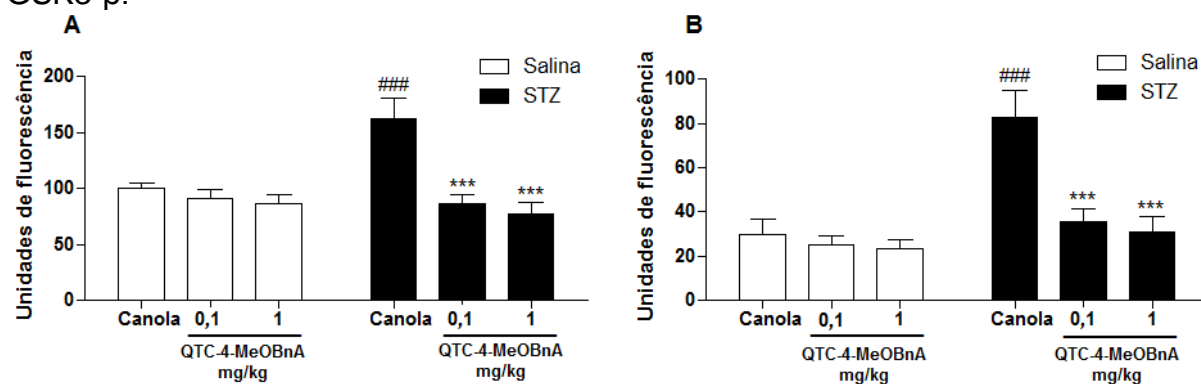 GSK3-β.
A
Unidades de fluorescência
200
150
100
50
0
###
***
***
Salina
STZ
Canola 0,1 1 Canola 0,1 1
QTC-4-MeOBnA QTC-4-MeOBnA
mg/kg mg/kg
B
Unidades de fluorescência
100
80
60
40
20
0
###
***
***
Salina
STZ
Canola 0,1 1 Canola 0,1 1
QTC-4-MeOBnA QTC-4-MeOBnA
mg/kg mg/kg